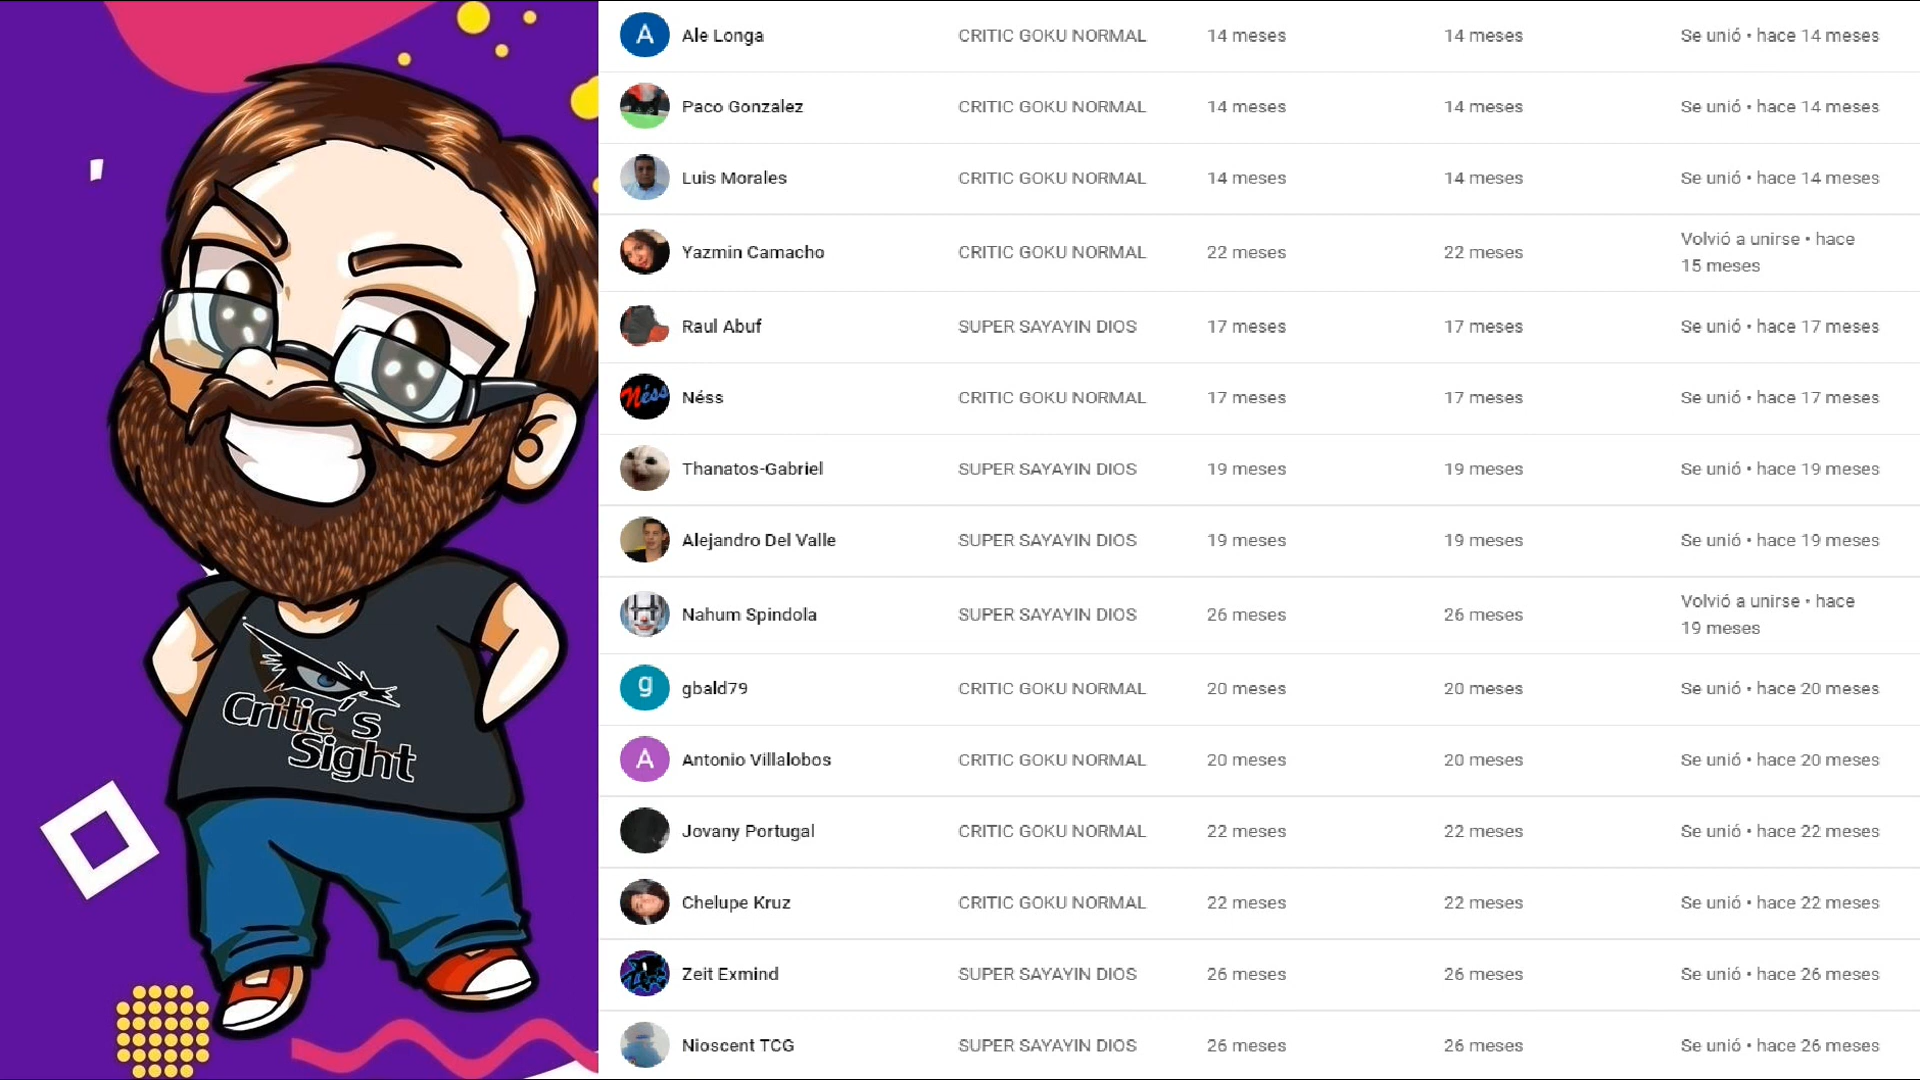 Critic's
Sight
A Ale Longa CRITIC GOKU NORMAL 14 meses 14 meses Se unió • hace 14 meses
Paco Gonzalez CRITIC GOKU NORMAL 14 meses 14 meses Se unió • hace 14 meses
Luis Morales CRITIC GOKU NORMAL 14 meses 14 meses Se unió • hace 14 meses
Yazmin Camacho CRITIC GOKU NORMAL 22 meses 22 meses Volvió a unirse • hace
15 meses
Raul Abuf SUPER SAYAYIN DIOS 17 meses 17 meses Se unió • hace 17 meses
Néss Néss CRITIC GOKU NORMAL 17 meses 17 meses Se unió • hace 17 meses
Thanatos-Gabriel SUPER SAYAYIN DIOS 19 meses 19 meses Se unió • hace 19 meses
Alejandro Del Valle SUPER SAYAYIN DIOS 19 meses 19 meses Se unió • hace 19 meses
Nahum Spindola SUPER SAYAYIN DIOS 26 meses 26 meses Volvió a unirse • hace
19 meses
g gbald79 CRITIC GOKU NORMAL 20 meses 20 meses Se unió • hace 20 meses
A Antonio Villalobos CRITIC GOKU NORMAL 20 meses 20 meses Se unió • hace 20 meses
Jovany Portugal CRITIC GOKU NORMAL 22 meses 22 meses Se unió • hace 22 meses
Chelupe Kruz CRITIC GOKU NORMAL 22 meses 22 meses Se unió • hace 22 meses
Zeit Exmind SUPER SAYAYIN DIOS 26 meses 26 meses Se unió • hace 26 meses
Nioscent TCG SUPER SAYAYIN DIOS 26 meses 26 meses Se unió • hace 26 meses